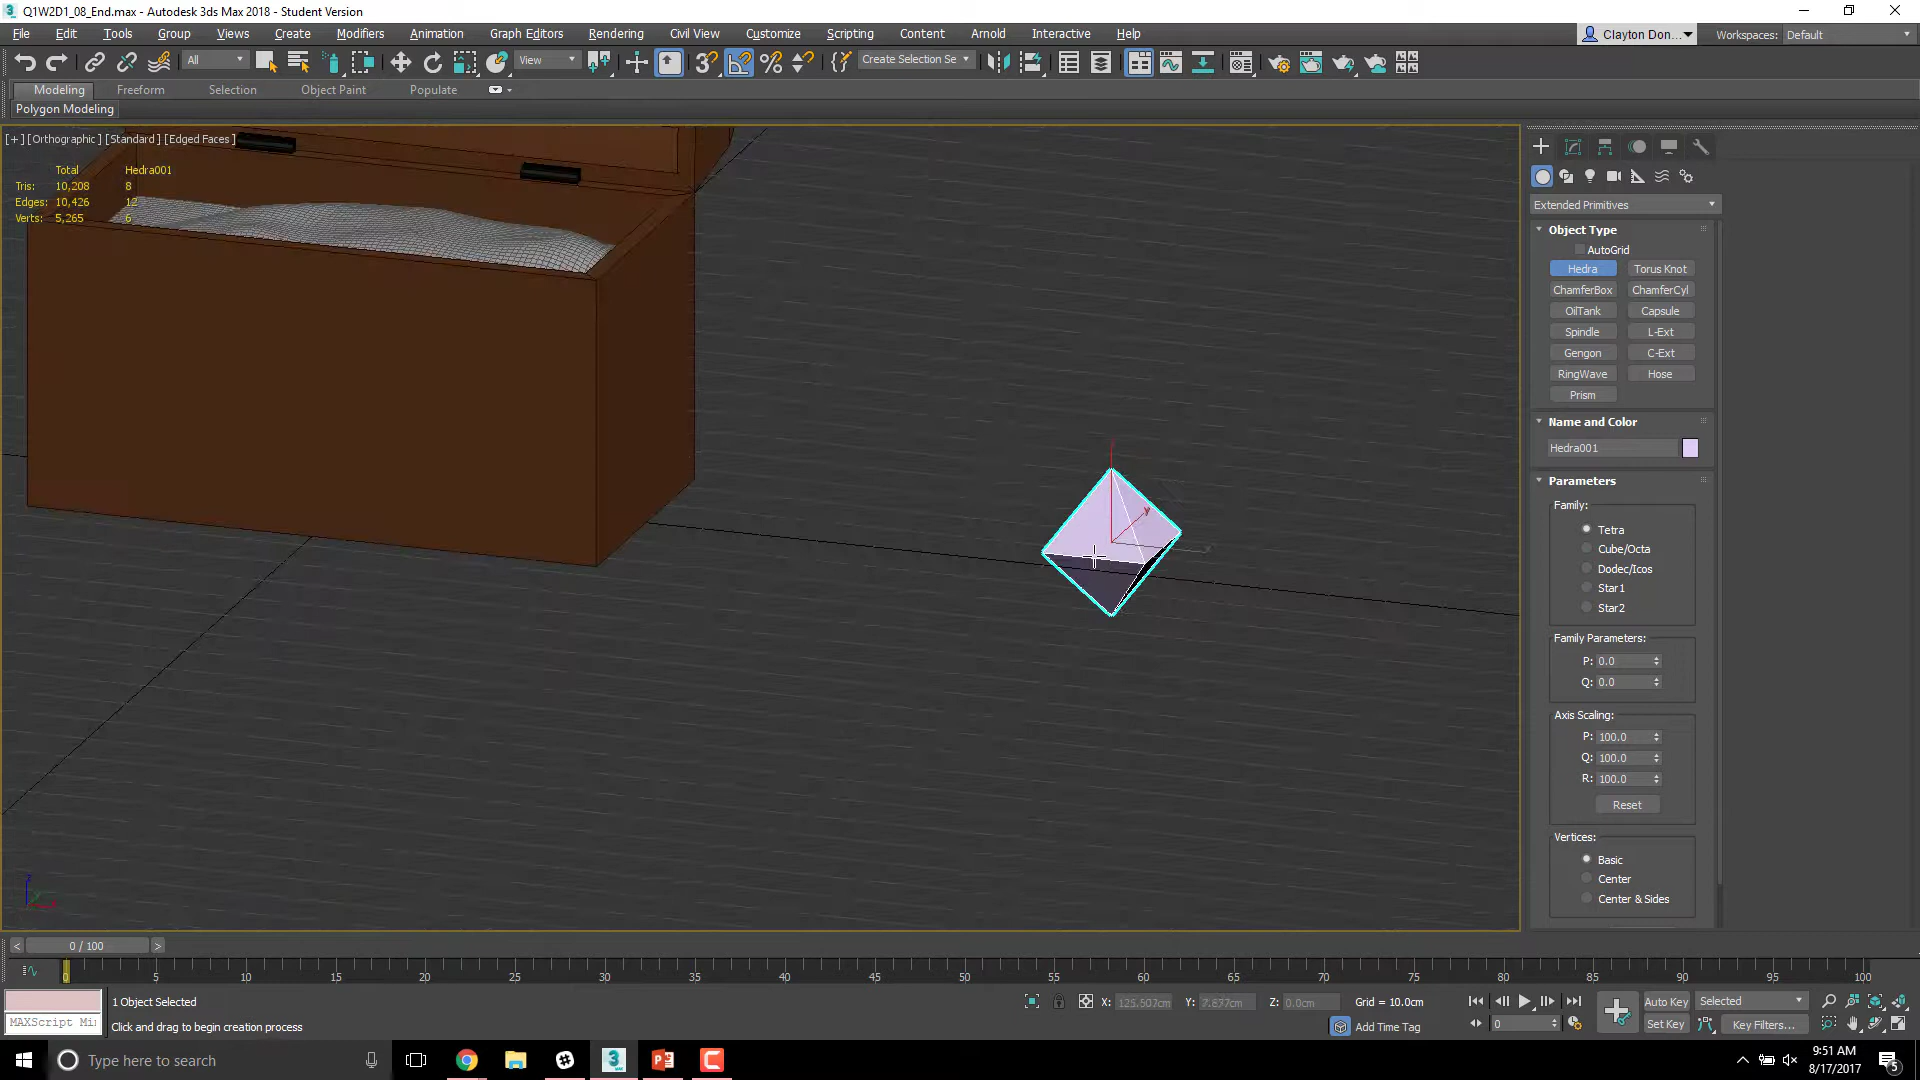 Q1W2D1_08_End.max - Autodesk 3ds Max 2018 - Student Version
File Edit Tools Group Views Create Modifiers Animation Graph Editors Rendering Civil View Customize Scripting Content Arnold Interactive Help
Clayton Don... Workspaces: Default
All View Create Selection Se
Modeling Freeform Selection Object Paint Populate
Polygon Modeling
[+] [Orthographic] [Standard] [Edged Faces]
Total Hedra001
Tris: 10,208 8
Edges: 10,426 12
Verts: 5,265 6
Extended Primitives
Object Type
AutoGrid
Hedra Torus Knot
ChamferBox ChamferCyl
OilTank Capsule
Spindle L-Ext
Gengon C-Ext
RingWave Hose
Prism
Name and Color
Hedra001
Parameters
Family:
Tetra
Cube/Octa
Dodec/Icos
Star1
Star2
Family Parameters:
P: 0.0
Q: 0.0
Axis Scaling:
P: 100.0
Q: 100.0
R: 100.0
Reset
Vertices:
Basic
Center
Center & Sides
< 0 / 100 >
0 5 10 15 20 25 30 35 40 45 50 55 60 65 70 75 80 85 90 95 100
1 Object Selected
X: 125.507cm Y: 7.877cm Z: 0.0cm Grid = 10.0cm
Auto Key Selected
MAXScript Mi
Click and drag to begin creation process
Add Time Tag
0
Set Key Key Filters...
Type here to search
9:51 AM
8/17/2017
5